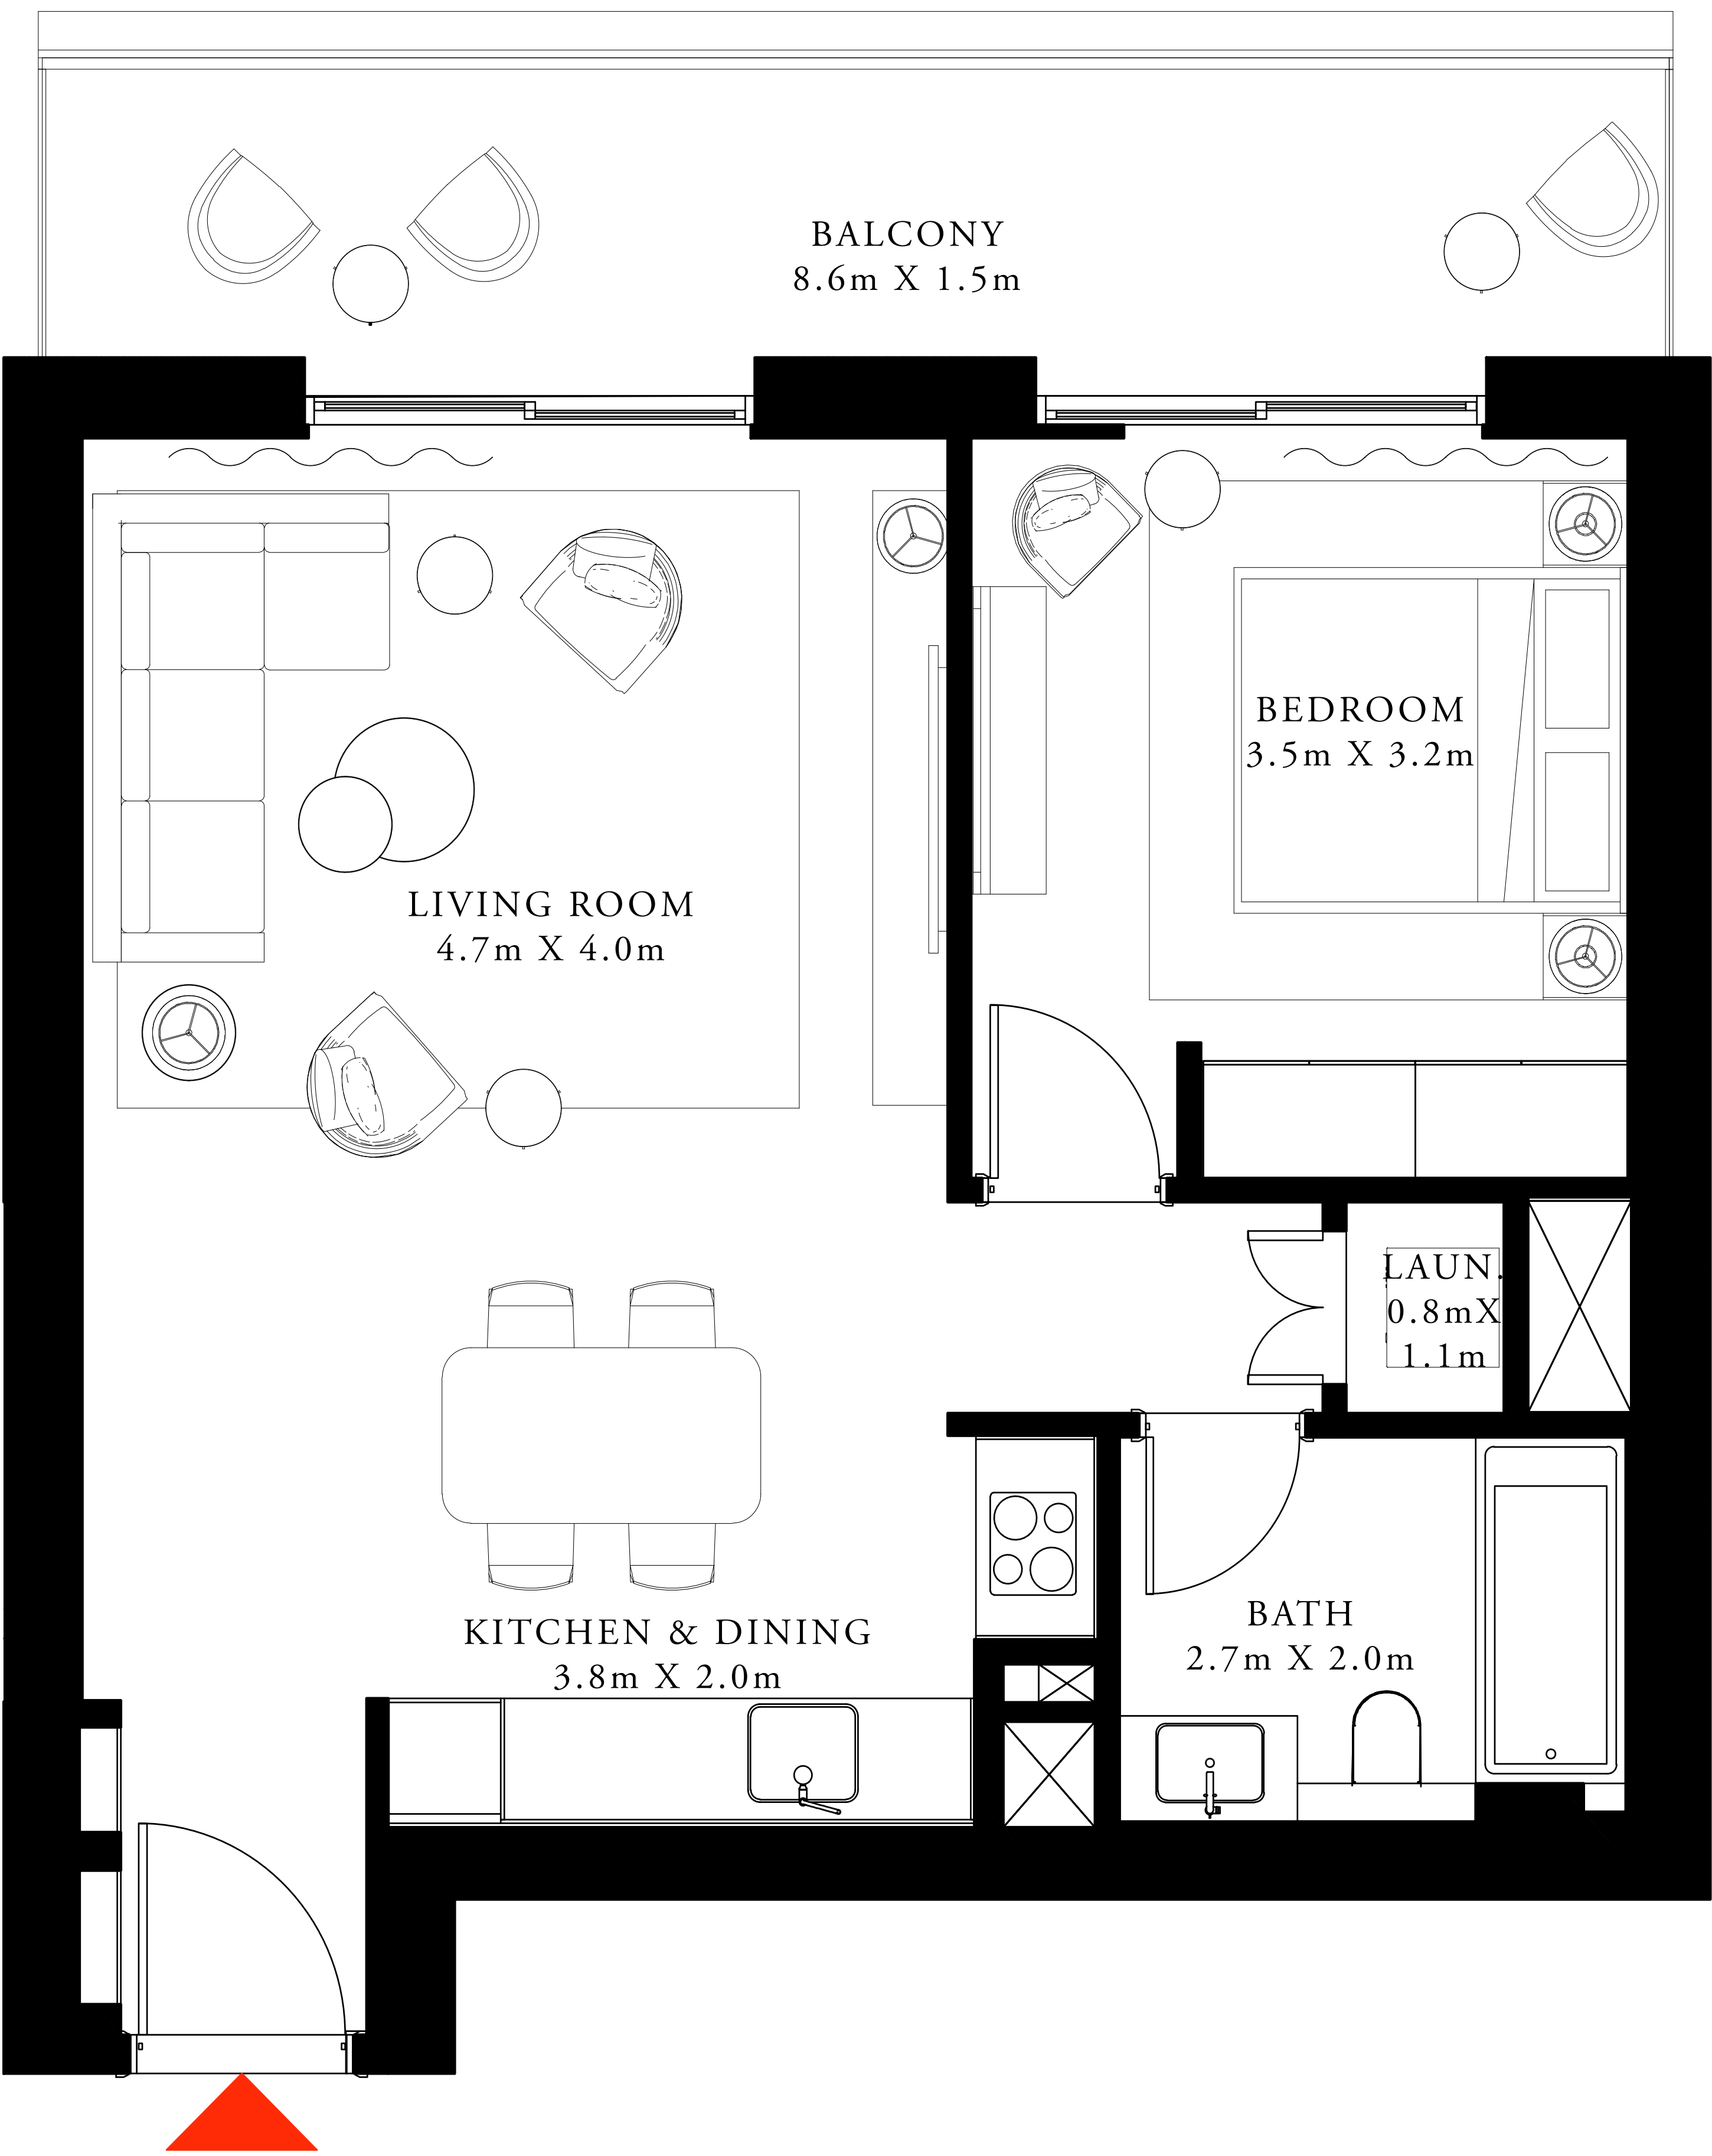 BALCONY
8.6m X 1.5m
BEDROOM
3.5m X 3.2m
LIVING ROOM
4.7m X 4.0m
LAUN.
0.8mX
1.1m
KITCHEN & DINING
3.8m X 2.0m
BATH
2.7m X 2.0m